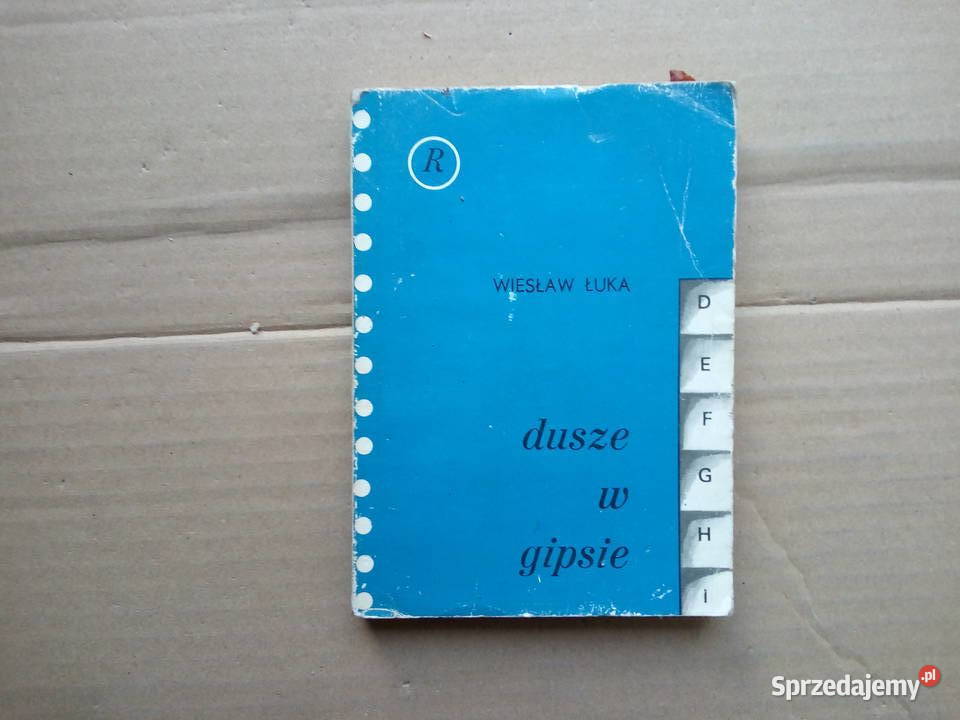 R
WIESŁAW ŁUKA
D
E
F
G
H
I
dusze
w
gipsie
Sprzedajemy.pl